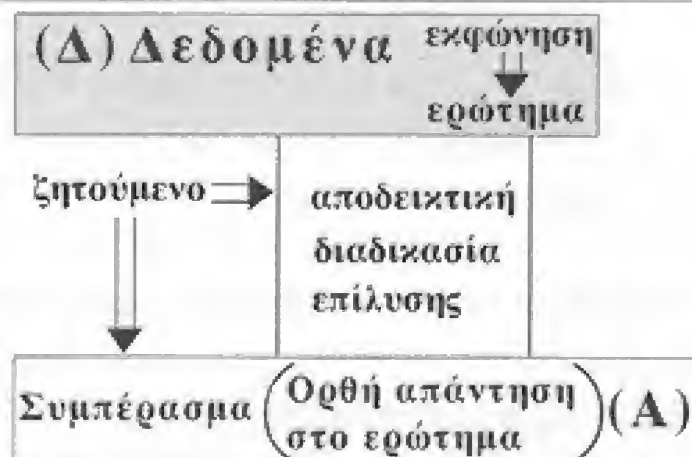 (Δ) Δεδομένα εκφώνηση
ερώτημα
ζητούμενο
αποδεικτική
διαδικασία
επίλυσης
Συμπέρασμα (Ορθή απάντηση
στο ερώτημα) (Α)